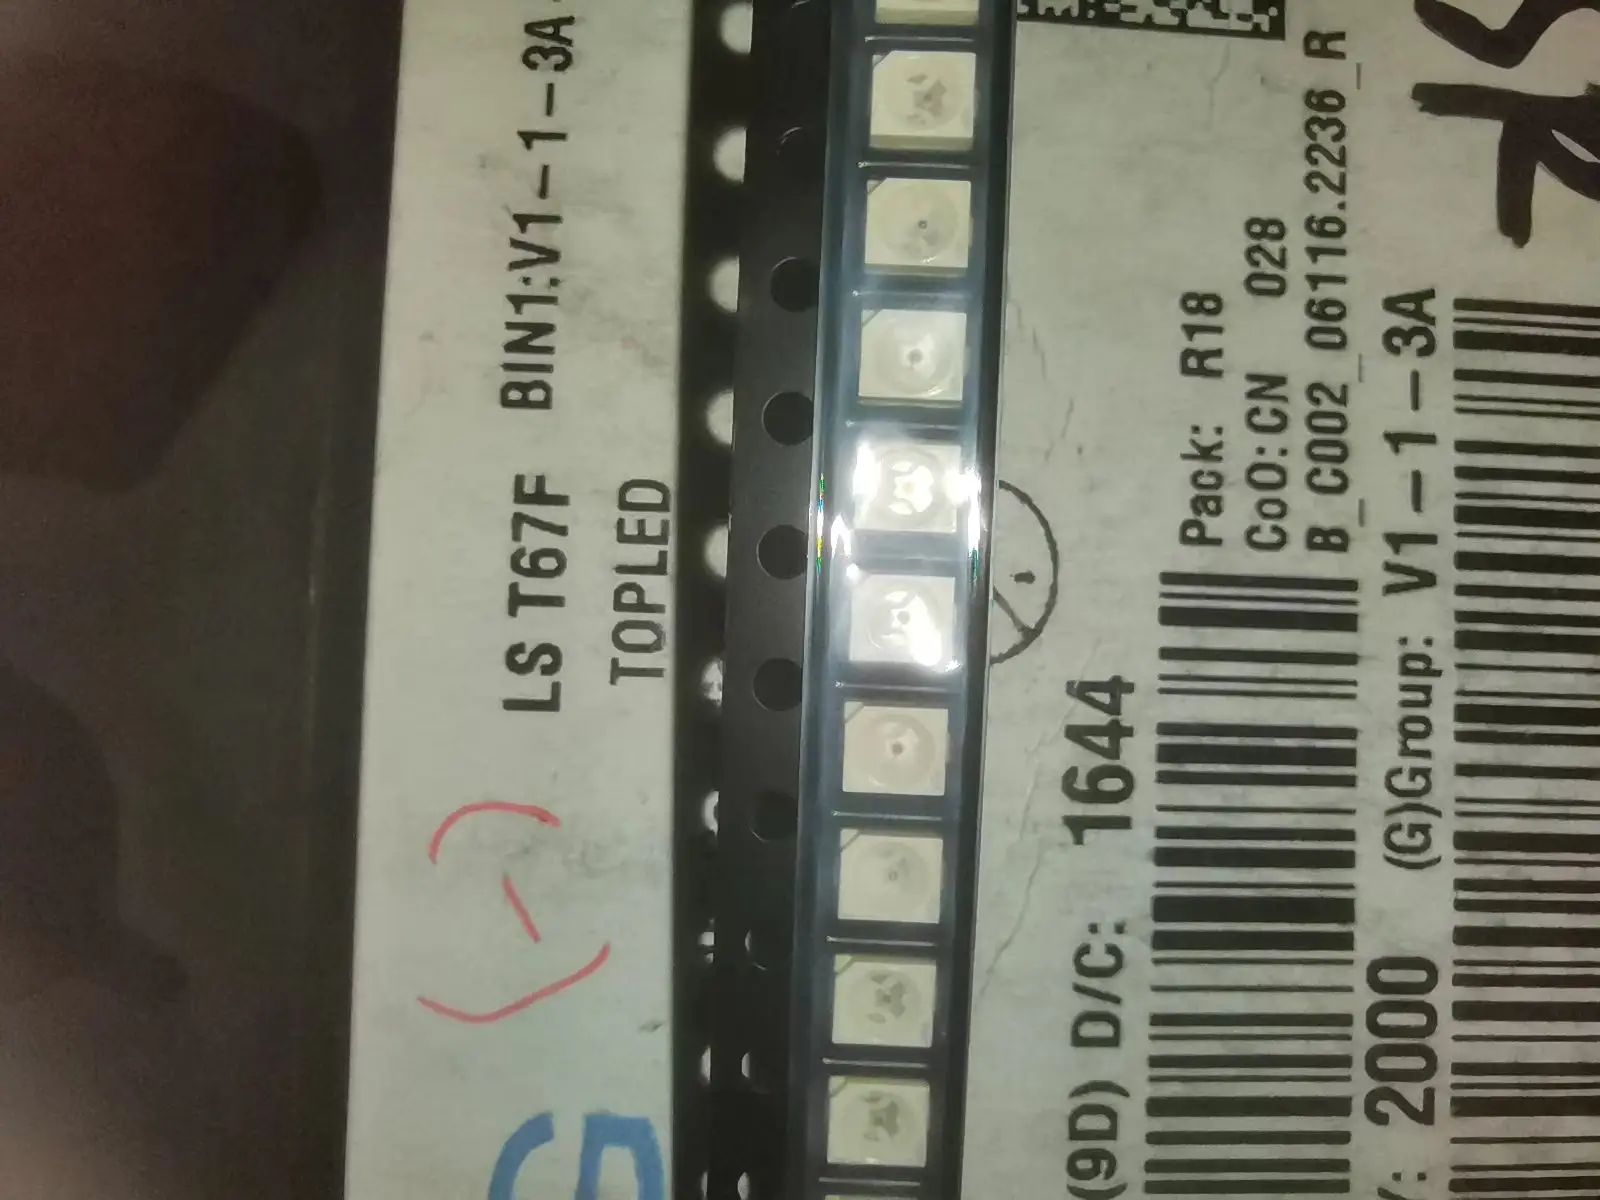 LS T67F BIN1:V1-1-3A
TOPLED
(-)
Pack: R18
CoO: CN 028
B_C002_06116.2236_R
(9D) D/C: 1644
(G)Group: V1-1-3A
: 2000